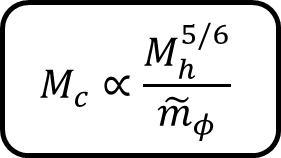 M_c ∝ M_h^{5/6} / m̃_ϕ